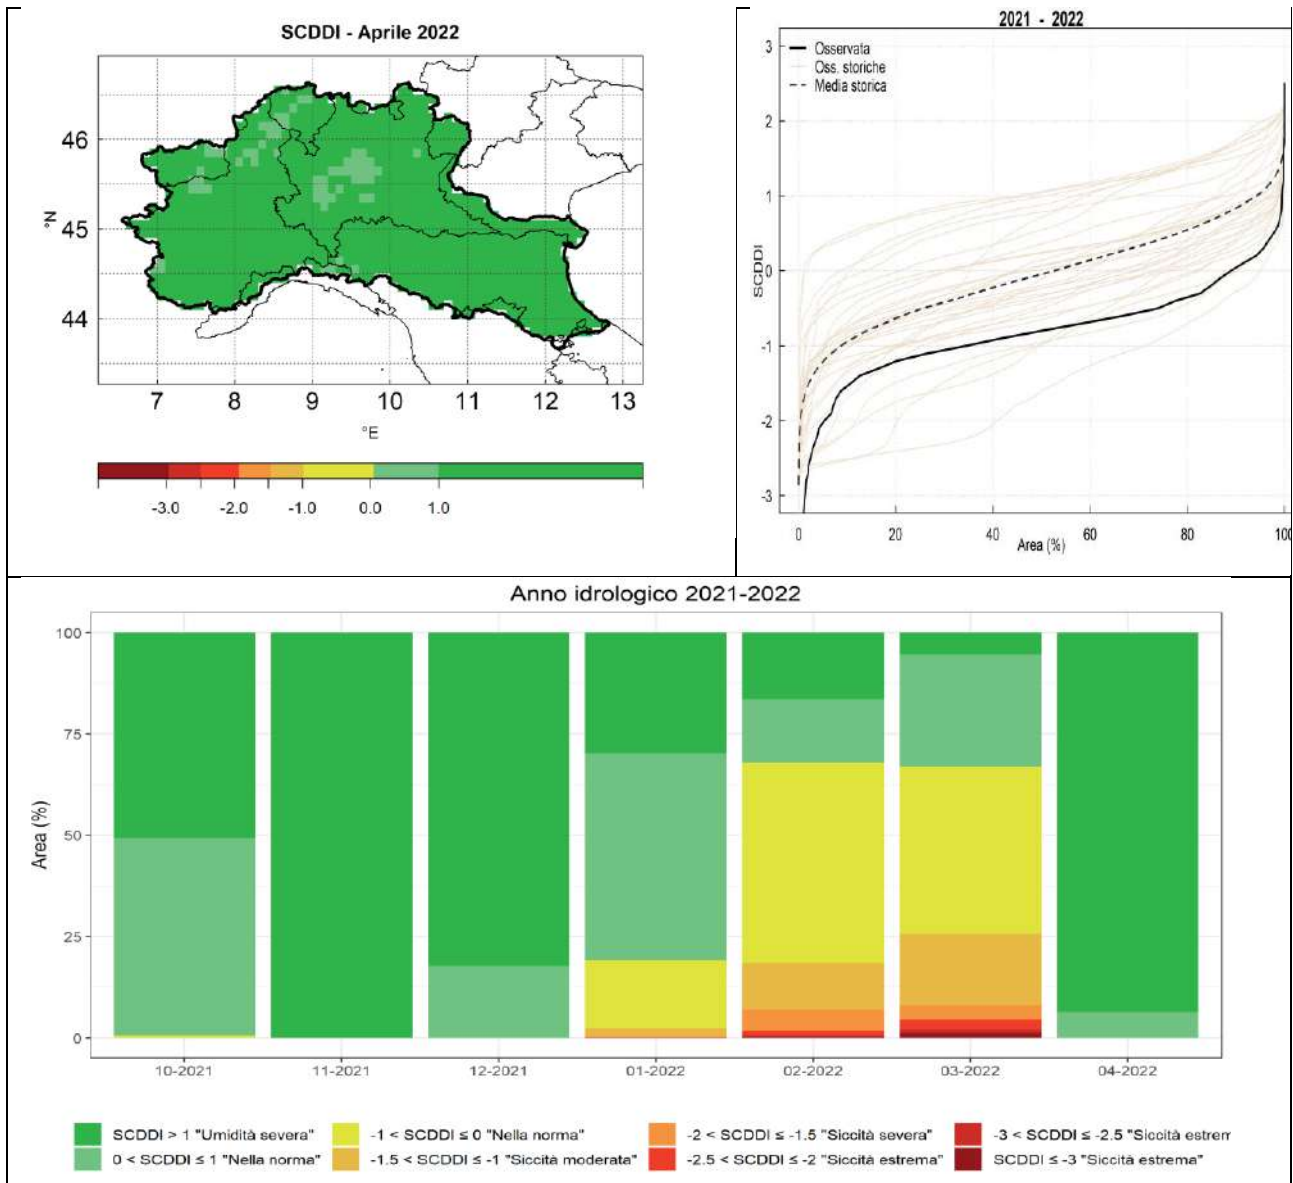 SCDDI - Aprile 2022
46
45
44
°N
7 8 9 10 11 12 13
°E
-3.0 -2.0 -1.0 0.0 1.0
2021 - 2022
Osservata
Oss. storiche
Media storica
3
2
1
0
-1
-2
-3
SCDDI
0 20 40 60 80 100
Area (%)
Anno idrologico 2021-2022
100
75
50
25
0
Area (%)
10-2021 11-2021 12-2021 01-2022 02-2022 03-2022 04-2022
SCDDI > 1 "Umidità severa" -1 < SCDDI ≤ 0 "Nella norma" -2 < SCDDI ≤ -1.5 "Siccità severa" -3 < SCDDI ≤ -2.5 "Siccità estrem
0 < SCDDI ≤ 1 "Nella norma" -1.5 < SCDDI ≤ -1 "Siccità moderata" -2.5 < SCDDI ≤ -2 "Siccità estrema" SCDDI ≤ -3 "Siccità estrema"